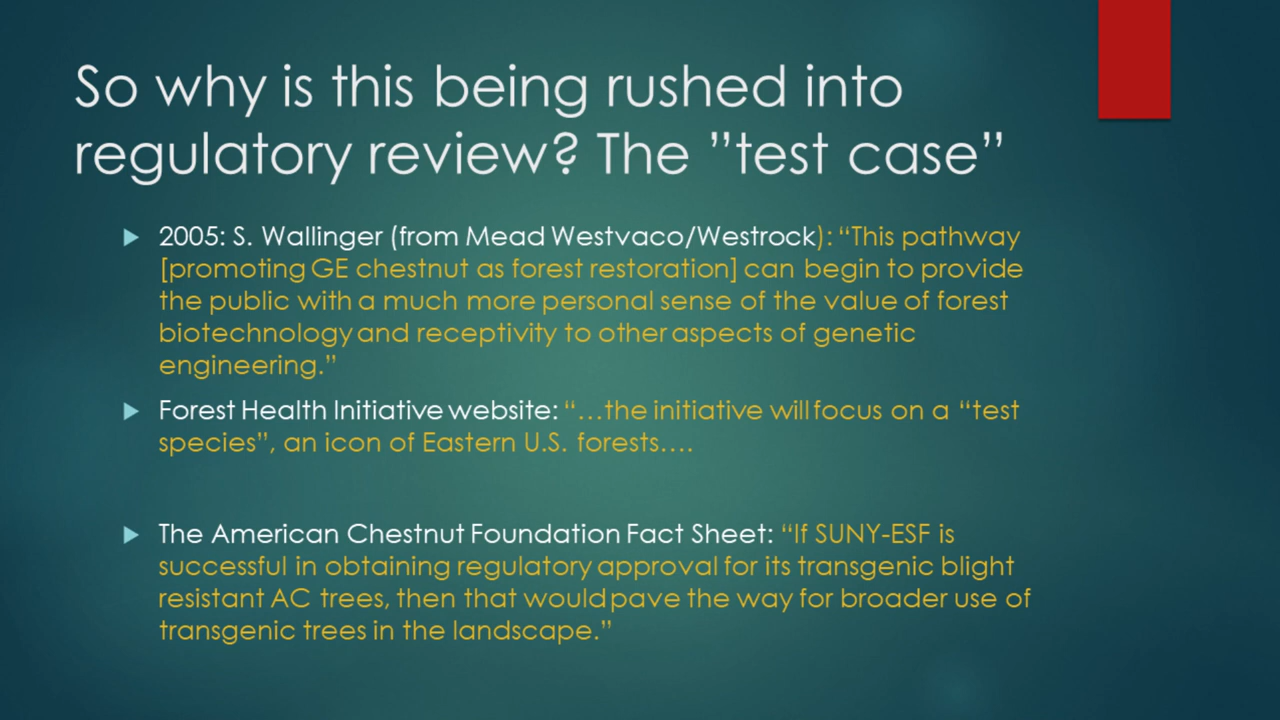 So why is this being rushed into
regulatory review? The ”test case”
2005: S. Wallinger (from Mead Westvaco/Westrock): “This pathway
[promoting GE chestnut as forest restoration] can begin to provide
the public with a much more personal sense of the value of forest
biotechnology and receptivity to other aspects of genetic
engineering.”
Forest Health Initiative website: “…the initiative will focus on a “test
species”, an icon of Eastern U.S. forests….
The American Chestnut Foundation Fact Sheet: “If SUNY-ESF is
successful in obtaining regulatory approval for its transgenic blight
resistant AC trees, then that would pave the way for broader use of
transgenic trees in the landscape.”